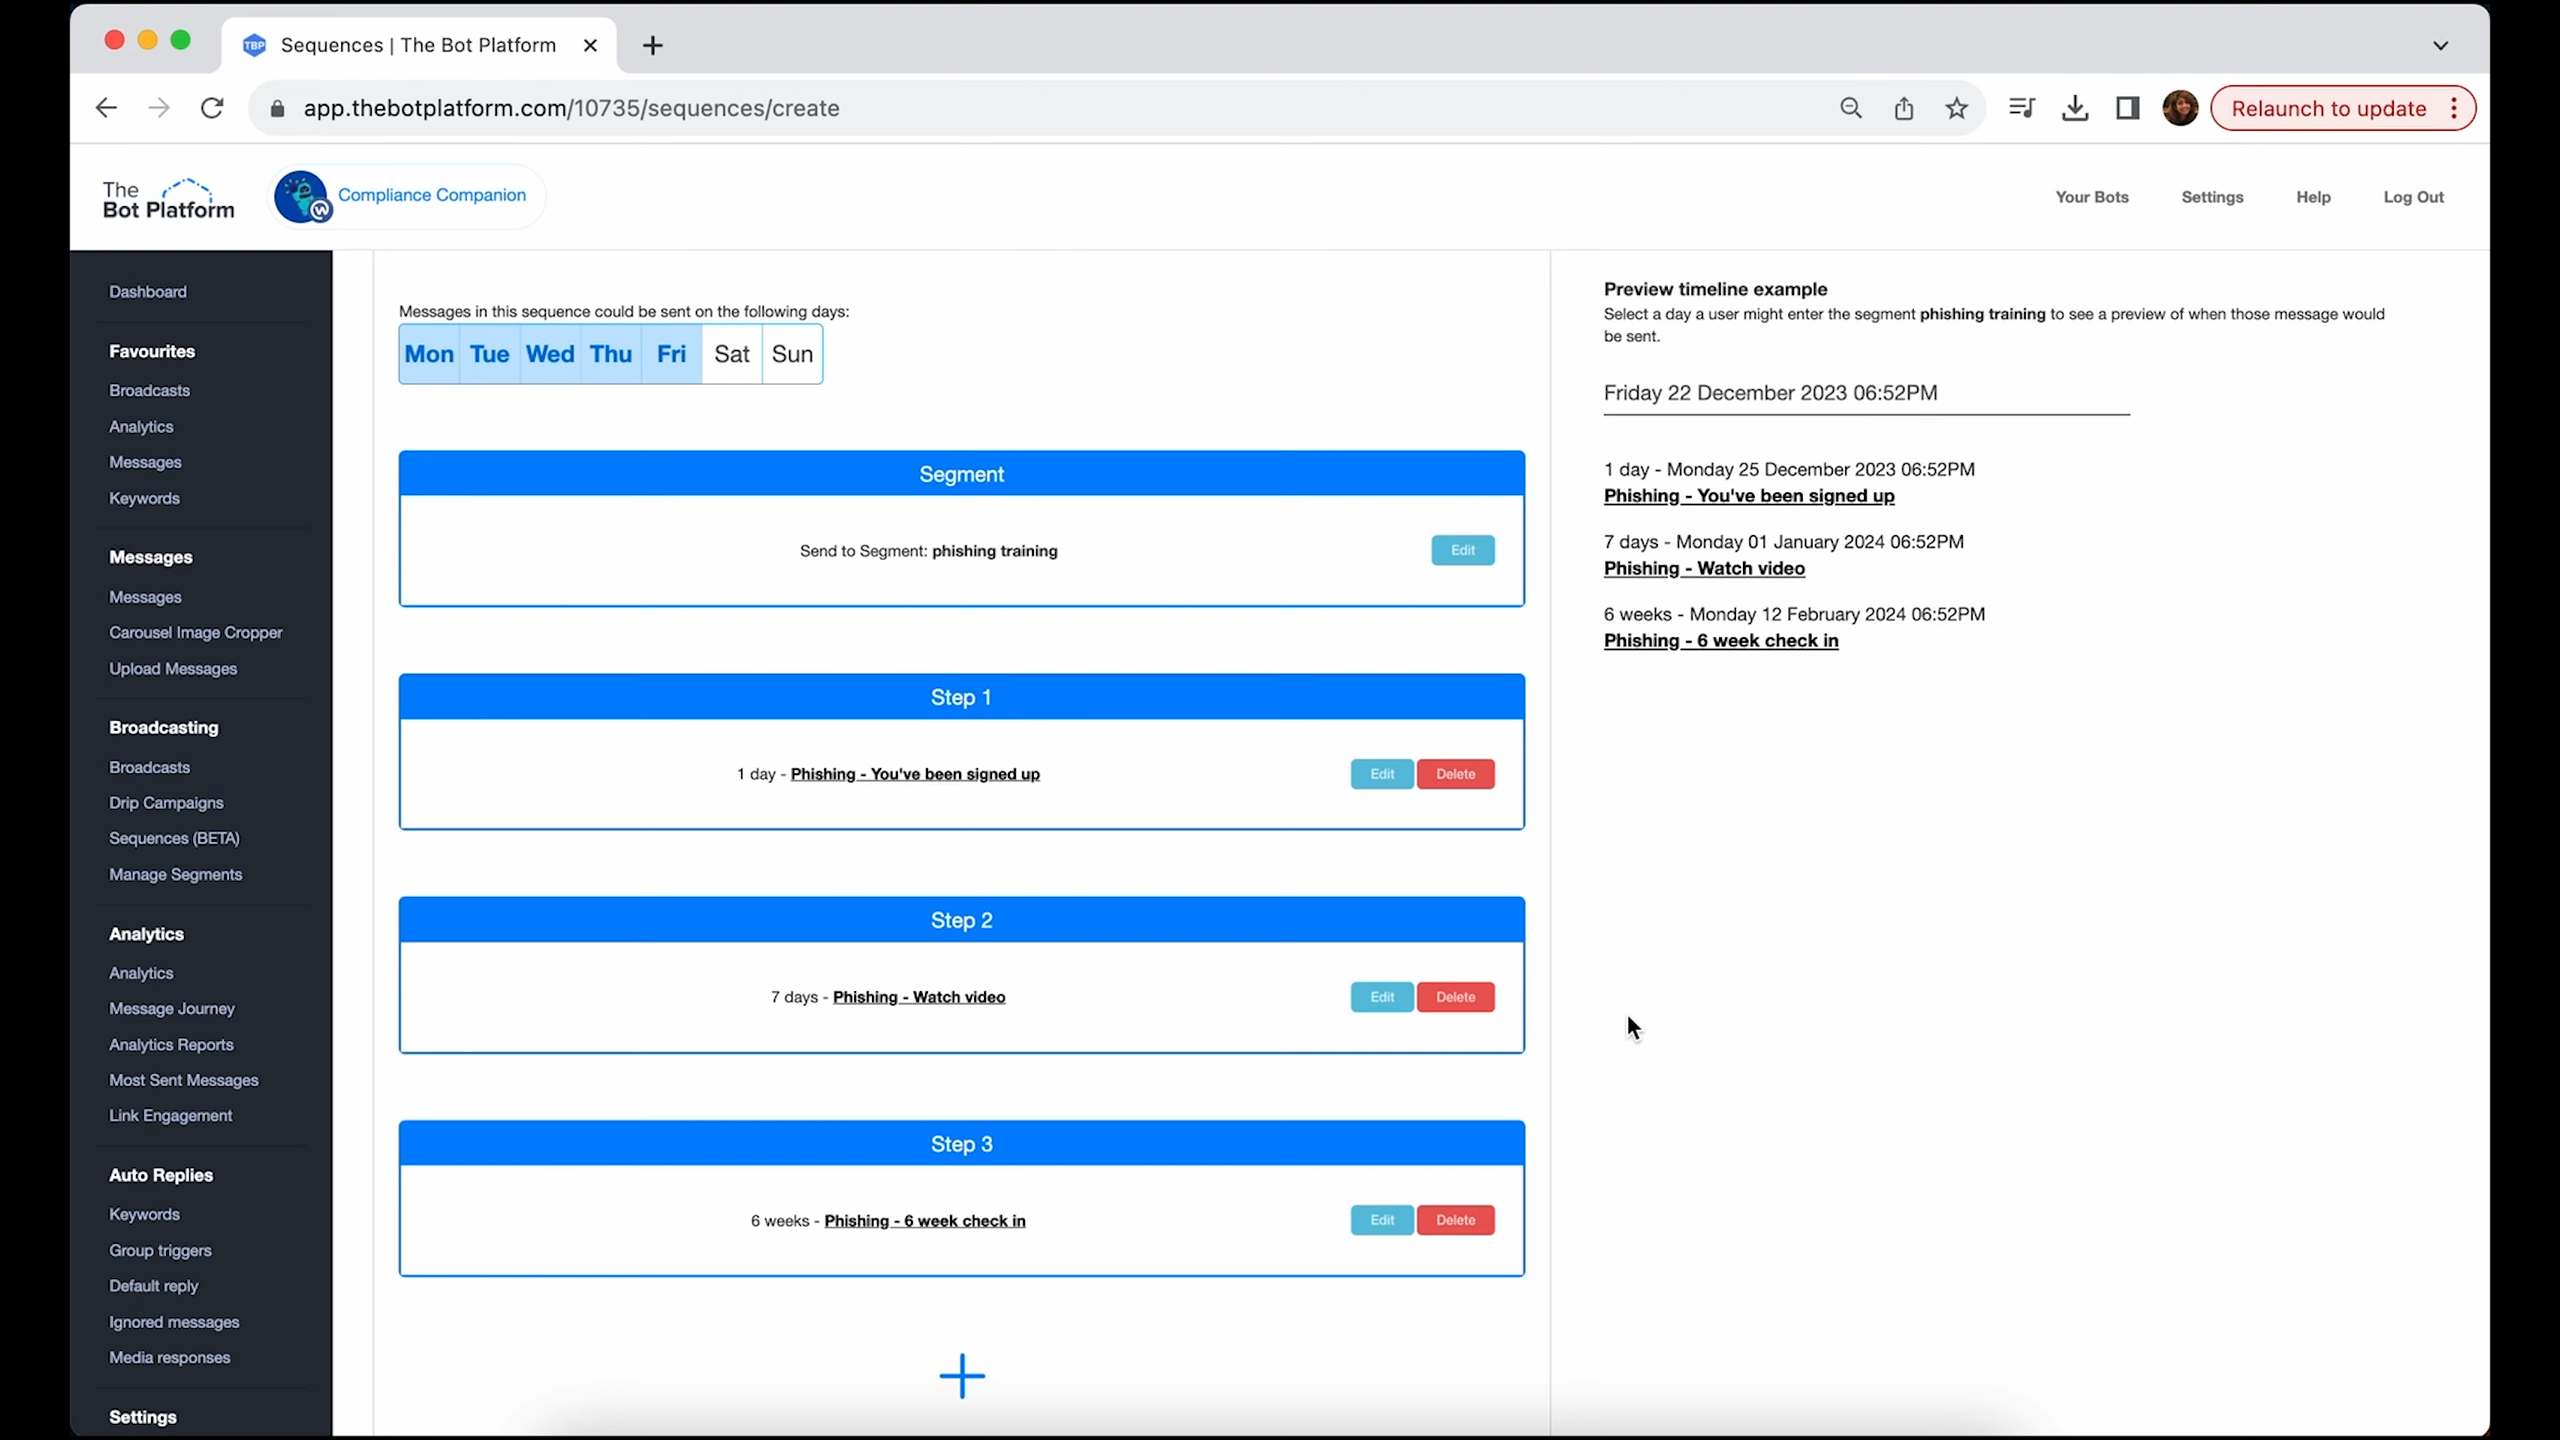 TBP
Sequences | The Bot Platform
app.thebotplatform.com/10735/sequences/create
Relaunch to update
The
Bot Platform
Compliance Companion
Your Bots
Settings
Help
Log Out
Dashboard
Favourites
Broadcasts
Analytics
Messages
Keywords
Messages
Messages
Carousel Image Cropper
Upload Messages
Broadcasting
Broadcasts
Drip Campaigns
Sequences (BETA)
Manage Segments
Analytics
Analytics
Message Journey
Analytics Reports
Most Sent Messages
Link Engagement
Auto Replies
Keywords
Group triggers
Default reply
Ignored messages
Media responses
Settings
Messages in this sequence could be sent on the following days:
Mon Tue Wed Thu Fri Sat Sun
Segment
Send to Segment: phishing training
Edit
Step 1
1 day - Phishing - You've been signed up
Edit Delete
Step 2
7 days - Phishing - Watch video
Edit Delete
Step 3
6 weeks - Phishing - 6 week check in
Edit Delete
Preview timeline example
Select a day a user might enter the segment phishing training to see a preview of when those message would
be sent.
Friday 22 December 2023 06:52PM
1 day - Monday 25 December 2023 06:52PM
Phishing - You've been signed up
7 days - Monday 01 January 2024 06:52PM
Phishing - Watch video
6 weeks - Monday 12 February 2024 06:52PM
Phishing - 6 week check in